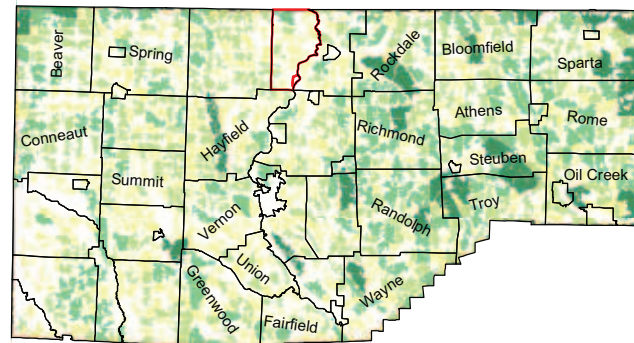 Beaver
Spring
Rockdale
Bloomfield
Sparta
Conneaut
Hayfield
Richmond
Athens
Rome
Summit
Steuben
Oil Creek
Vernon
Randolph
Troy
Union
Greenwood
Wayne
Fairfield